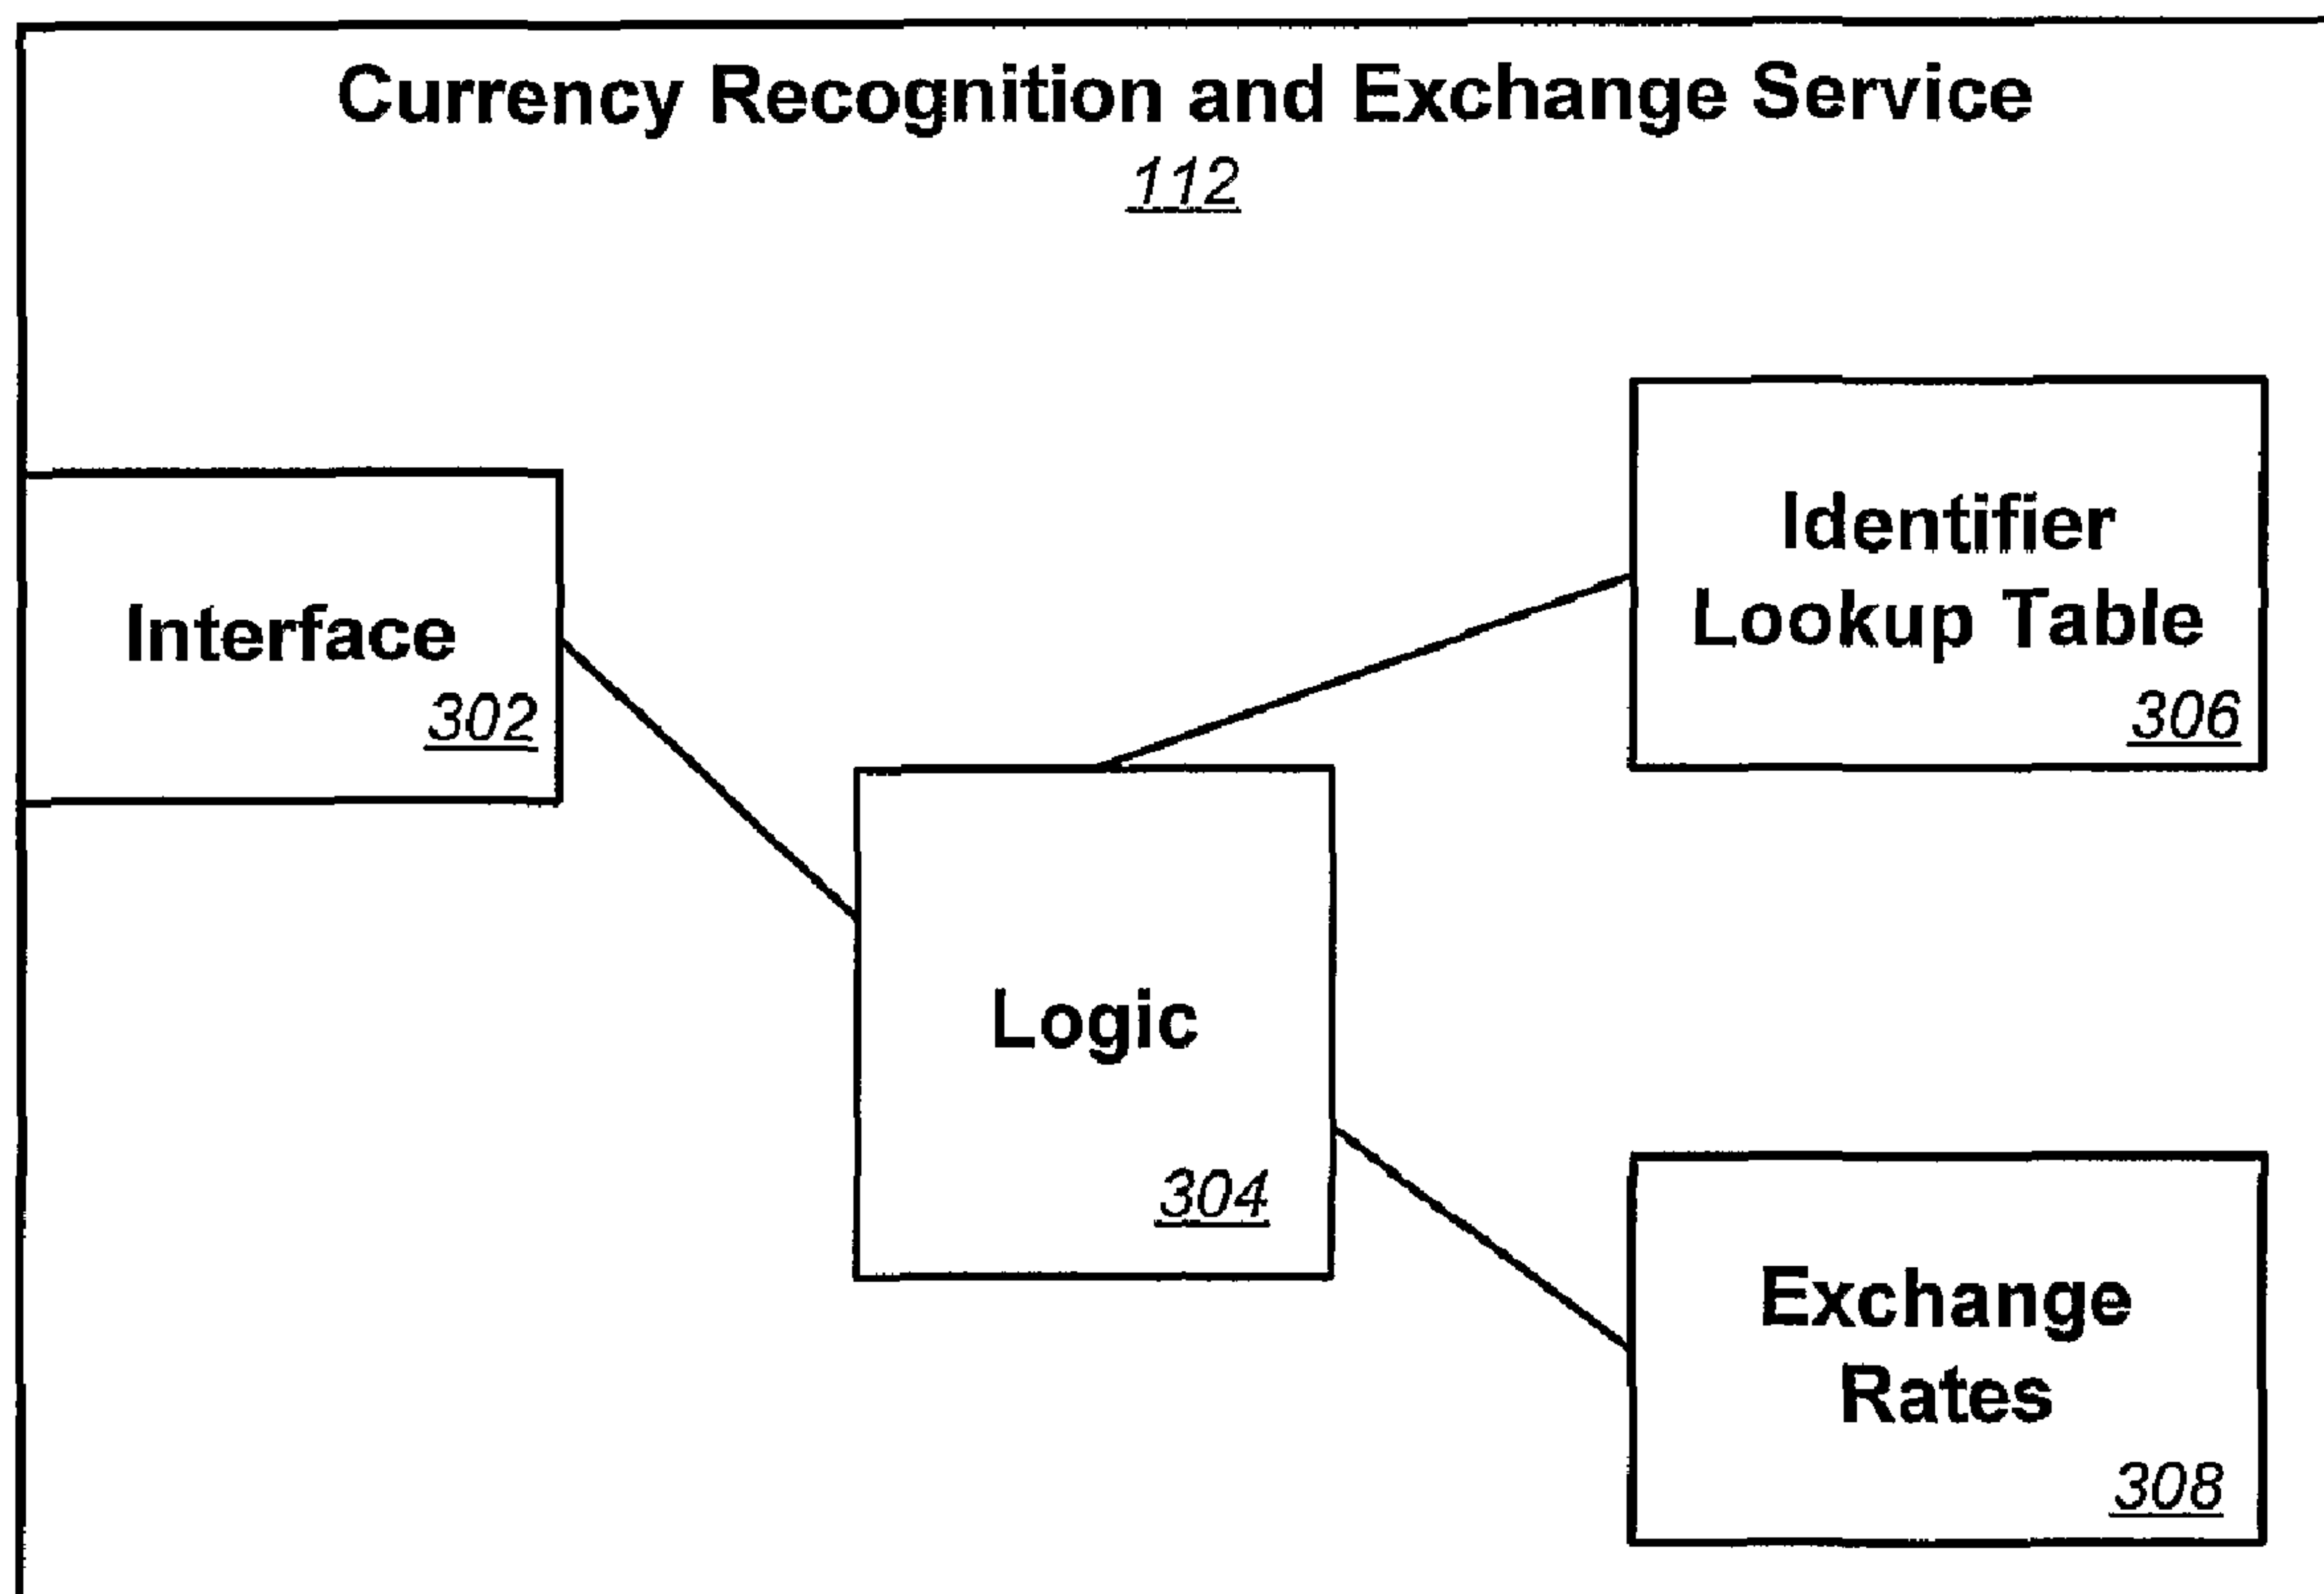 Currency Recognition and Exchange Service
112
Interface
302
Identifier
Lookup Table
306
Logic
304
Exchange
Rates
308